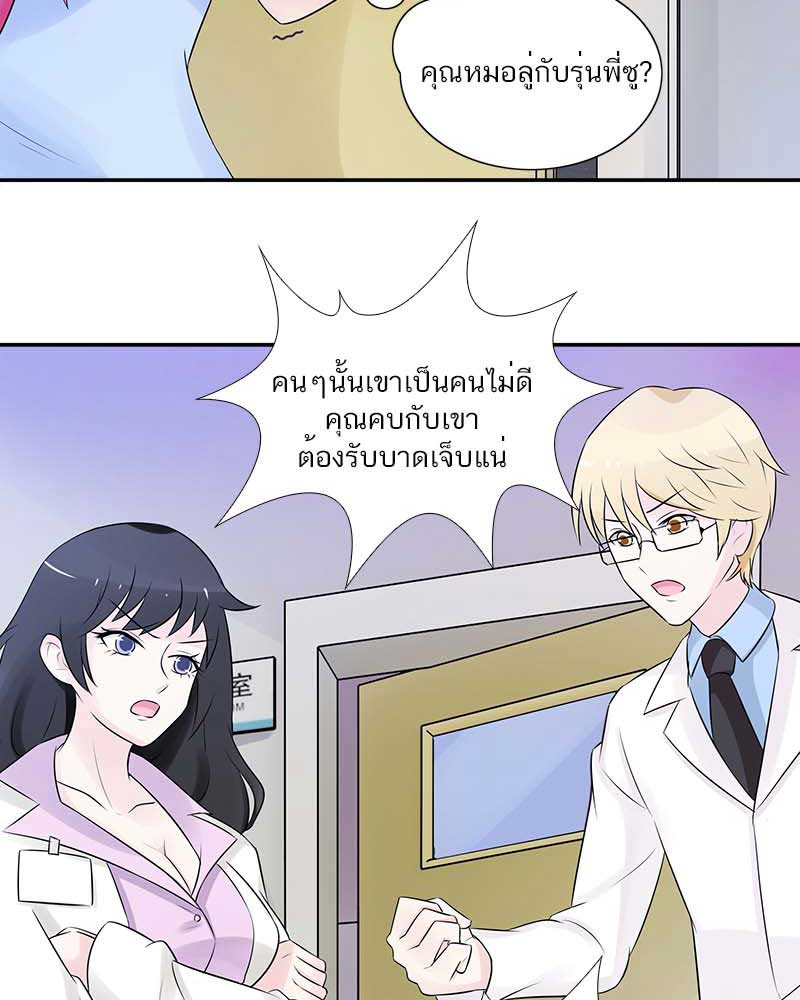 คุณหมอลู่กับรุ่นพี่ซู?
คนๆนั้นเขาเป็นคนไม่ดี
คุณคบกับเขา
ต้องรับบาดเจ็บแน่
室
OM